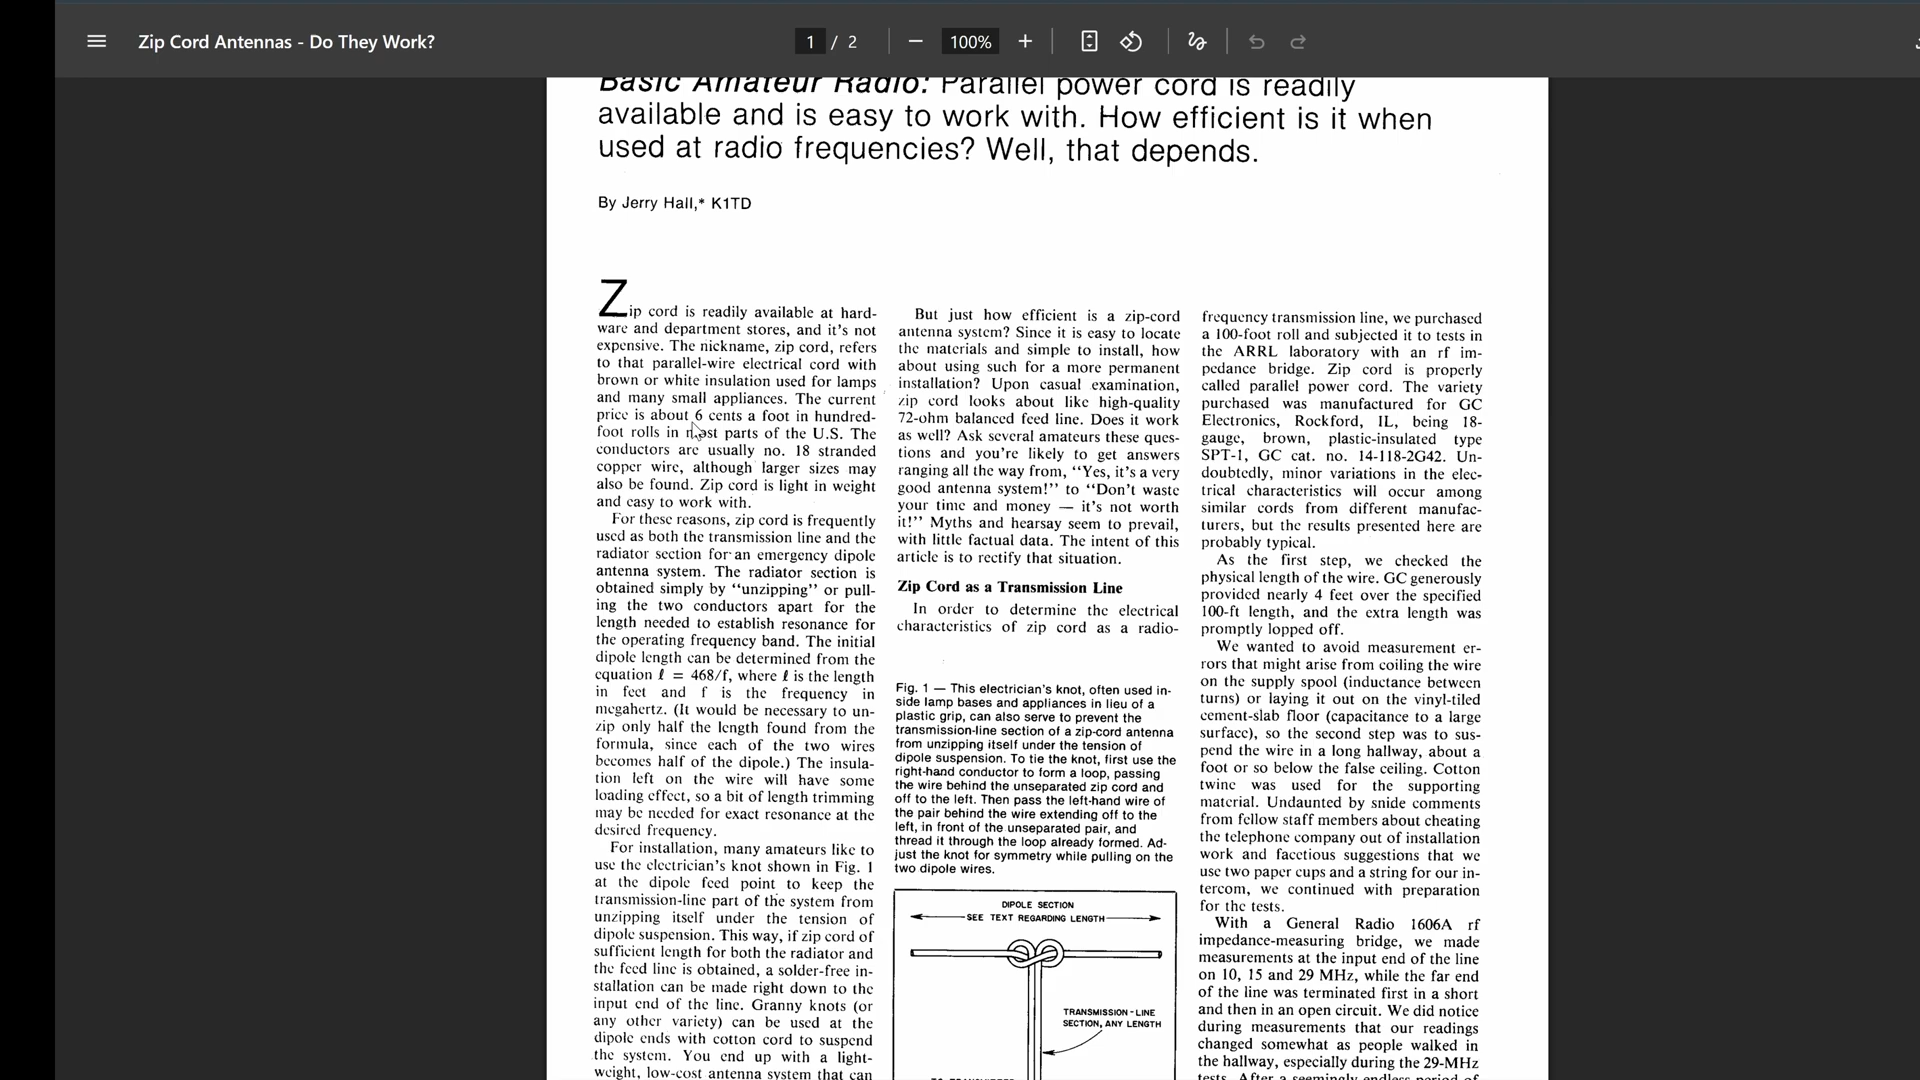 Zip Cord Antennas - Do They Work?
1 / 2
100%
Basic Amateur Radio: Parallel power cord is readily
available and is easy to work with. How efficient is it when
used at radio frequencies? Well, that depends.
By Jerry Hall,* K1TD
Zip cord is readily available at hard-
ware and department stores, and it's not
expensive. The nickname, zip cord, refers
to that parallel-wire electrical cord with
brown or white insulation used for lamps
and many small appliances. The current
price is about 6 cents a foot in hundred-
foot rolls in most parts of the U.S. The
conductors are usually no. 18 stranded
copper wire, although larger sizes may
also be found. Zip cord is light in weight
and easy to work with.
For these reasons, zip cord is frequently
used as both the transmission line and the
radiator section for an emergency dipole
antenna system. The radiator section is
obtained simply by "unzipping" or pull-
ing the two conductors apart for the
length needed to establish resonance for
the operating frequency band. The initial
dipole length can be determined from the
equation ℓ = 468/f, where ℓ is the length
in feet and f is the frequency in
megahertz. (It would be necessary to un-
zip only half the length found from the
formula, since each of the two wires
becomes half of the dipole.) The insula-
tion left on the wire will have some
loading effect, so a bit of length trimming
may be needed for exact resonance at the
desired frequency.
For installation, many amateurs like to
use the electrician's knot shown in Fig. 1
at the dipole feed point to keep the
transmission-line part of the system from
unzipping itself under the tension of
dipole suspension. This way, if zip cord of
sufficient length for both the radiator and
the feed line is obtained, a solder-free in-
stallation can be made right down to the
input end of the line. Granny knots (or
any other variety) can be used at the
dipole ends with cotton cord to suspend
the system. You end up with a light-
weight, low-cost antenna system that can
But just how efficient is a zip-cord
antenna system? Since it is easy to locate
the materials and simple to install, how
about using such for a more permanent
installation? Upon casual examination,
zip cord looks about like high-quality
72-ohm balanced feed line. Does it work
as well? Ask several amateurs these ques-
tions and you're likely to get answers
ranging all the way from, "Yes, it's a very
good antenna system!" to "Don't waste
your time and money — it's not worth
it!" Myths and hearsay seem to prevail,
with little factual data. The intent of this
article is to rectify that situation.
Zip Cord as a Transmission Line
In order to determine the electrical
characteristics of zip cord as a radio-
Fig. 1 — This electrician's knot, often used in-
side lamp bases and appliances in lieu of a
plastic grip, can also serve to prevent the
transmission-line section of a zip-cord antenna
from unzipping itself under the tension of
dipole suspension. To tie the knot, first use the
right-hand conductor to form a loop, passing
the wire behind the unseparated zip cord and
off to the left. Then pass the left-hand wire of
the pair behind the wire extending off to the
left, in front of the unseparated pair, and
thread it through the loop already formed. Ad-
just the knot for symmetry while pulling on the
two dipole wires.
DIPOLE SECTION
SEE TEXT REGARDING LENGTH
TRANSMISSION-LINE
SECTION, ANY LENGTH
frequency transmission line, we purchased
a 100-foot roll and subjected it to tests in
the ARRL laboratory with an rf im-
pedance bridge. Zip cord is properly
called parallel power cord. The variety
purchased was manufactured for GC
Electronics, Rockford, IL, being 18-
gauge, brown, plastic-insulated type
SPT-1, GC cat. no. 14-118-2G42. Un-
doubtedly, minor variations in the elec-
trical characteristics will occur among
similar cords from different manufac-
turers, but the results presented here are
probably typical.
As the first step, we checked the
physical length of the wire. GC generously
provided nearly 4 feet over the specified
100-ft length, and the extra length was
promptly lopped off.
We wanted to avoid measurement er-
rors that might arise from coiling the wire
on the supply spool (inductance between
turns) or laying it out on the vinyl-tiled
cement-slab floor (capacitance to a large
surface), so the second step was to sus-
pend the wire in a long hallway, about a
foot or so below the false ceiling. Cotton
twine was used for the supporting
material. Undaunted by snide comments
from fellow staff members about cheating
the telephone company out of installation
work and facetious suggestions that we
use two paper cups and a string for our in-
tercom, we continued with preparation
for the tests.
With a General Radio 1606A rf
impedance-measuring bridge, we made
measurements at the input end of the line
on 10, 15 and 29 MHz, while the far end
of the line was terminated first in a short
and then in an open circuit. We did notice
during measurements that our readings
changed somewhat as people walked in
the hallway, especially during the 29-MHz
tests. After a seemingly endless period of